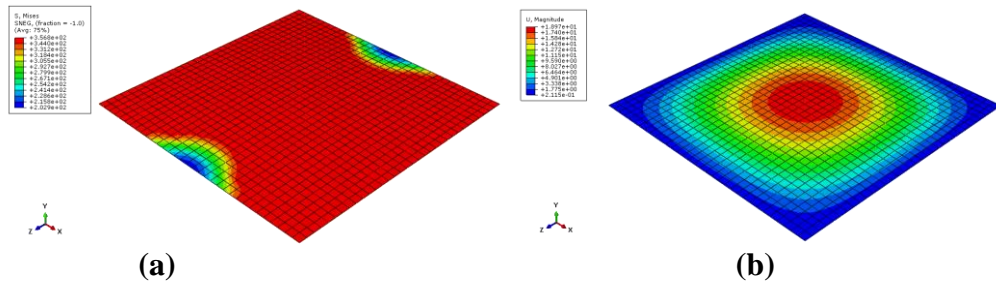 S, Mises
SNEG, (fraction = -1.0)
(Avg: 75%)
+3.568e+02
+3.440e+02
+3.312e+02
+3.184e+02
+3.055e+02
+2.927e+02
+2.799e+02
+2.671e+02
+2.542e+02
+2.414e+02
+2.286e+02
+2.158e+02
+2.029e+02
Y
Z X
(a)
U, Magnitude
+1.897e+01
+1.740e+01
+1.584e+01
+1.428e+01
+1.272e+01
+1.115e+01
+9.590e+00
+8.027e+00
+6.464e+00
+4.901e+00
+3.338e+00
+1.775e+00
+2.115e-01
Y
Z X
(b)